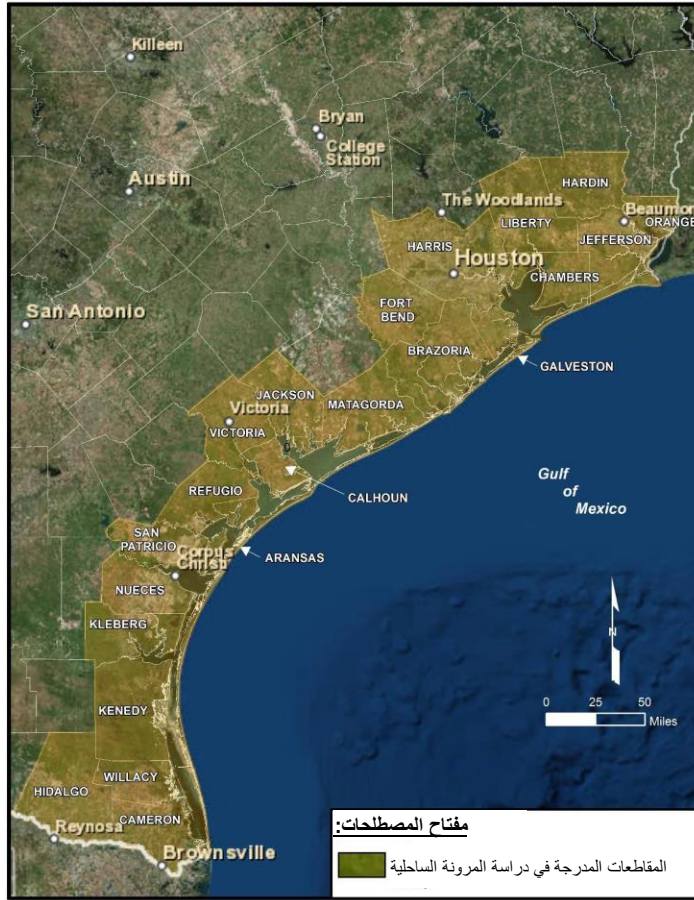 Killeen
Bryan
College
Station
Austin
The Woodlands
HARDIN
Beaumon
ORANGE
LIBERTY
JEFFERSON
HARRIS
Houston
CHAMBERS
San Antonio
FORT
BEND
BRAZORIA
GALVESTON
JACKSON
MATAGORDA
Victoria
VICTORIA
REFUGIO
CALHOUN
Gulf
of
Mexico
SAN
PATRICIO
Corpus
Christi
ARANSAS
NUECES
KLEBERG
N
KENEDY
0 25 50
Miles
WILLACY
HIDALGO
CAMERON
Reynosa
Brownsville
مفتاح المصطلحات:
المقاطعات المدرجة في دراسة المرونة الساحلية